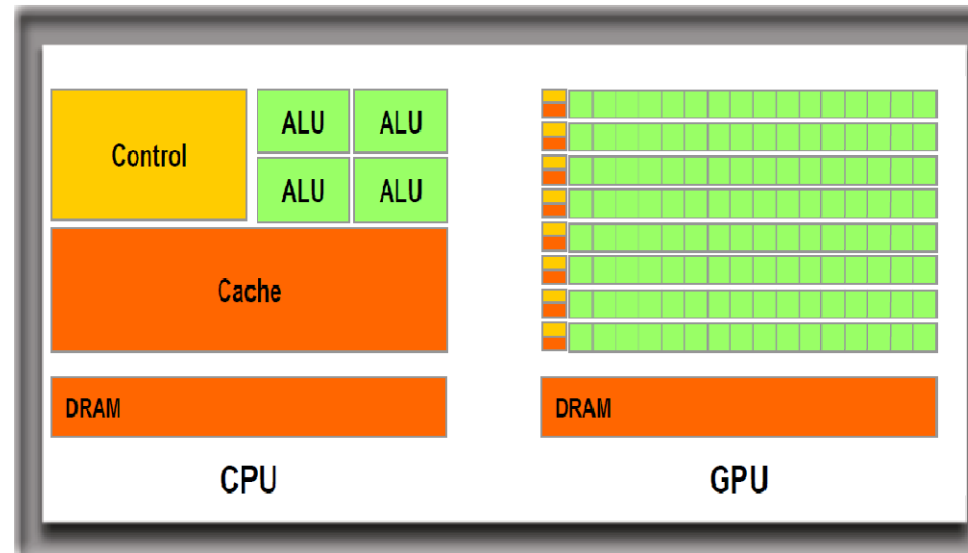 Control
ALU ALU
ALU ALU
Cache
DRAM
CPU
DRAM
GPU